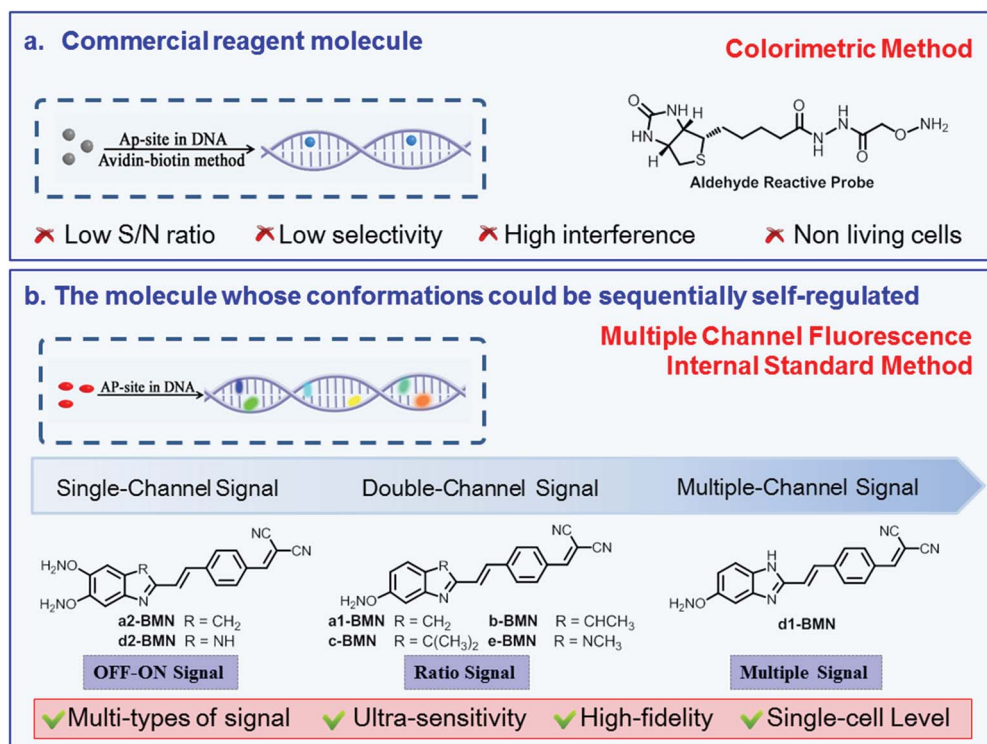 a. Commercial reagent molecule
Colorimetric Method
Ap-site in DNA
Avidin-biotin method
O
NH
HN
H
H
S
O
H
N
N
H
O
O
NH2
Aldehyde Reactive Probe
Low S/N ratio
Low selectivity
High interference
Non living cells
b. The molecule whose conformations could be sequentially self-regulated
Multiple Channel Fluorescence
Internal Standard Method
AP-site in DNA
Single-Channel Signal
Double-Channel Signal
Multiple-Channel Signal
H2NO
H2NO
R
N
NC
CN
a2-BMN R = CH2
d2-BMN R = NH
OFF-ON Signal
H2NO
R
N
NC
CN
a1-BMN R = CH2 b-BMN R = CHCH3
c-BMN R = C(CH3)2 e-BMN R = NCH3
Ratio Signal
H2NO
H
N
N
NC
CN
d1-BMN
Multiple Signal
Multi-types of signal
Ultra-sensitivity
High-fidelity
Single-cell Level